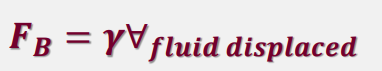 F_B = γ∀_fluid displaced